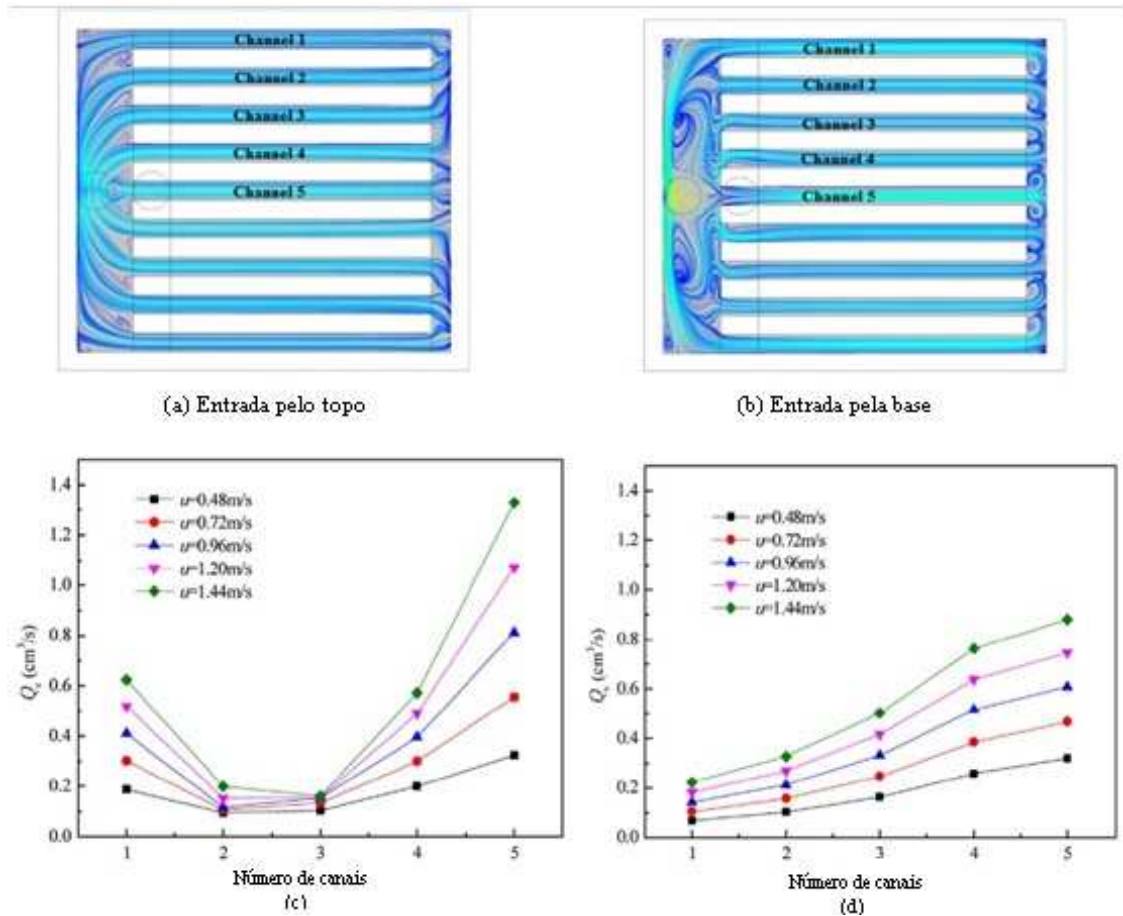 Channel 1
Channel 2
Channel 3
Channel 4
Channel 5
(a) Entrada pelo topo
Channel 1
Channel 2
Channel 3
Channel 4
Channel 5
(b) Entrada pela base
1.4
1.2
1.0
0.8
0.6
0.4
0.2
0.0
Qc (cm³/s)
u=0.48m/s
u=0.72m/s
u=0.96m/s
u=1.20m/s
u=1.44m/s
1 2 3 4 5
Número de canais
(c)
1.4
1.2
1.0
0.8
0.6
0.4
0.2
0.0
Qc (cm³/s)
u=0.48m/s
u=0.72m/s
u=0.96m/s
u=1.20m/s
u=1.44m/s
1 2 3 4 5
Número de canais
(d)